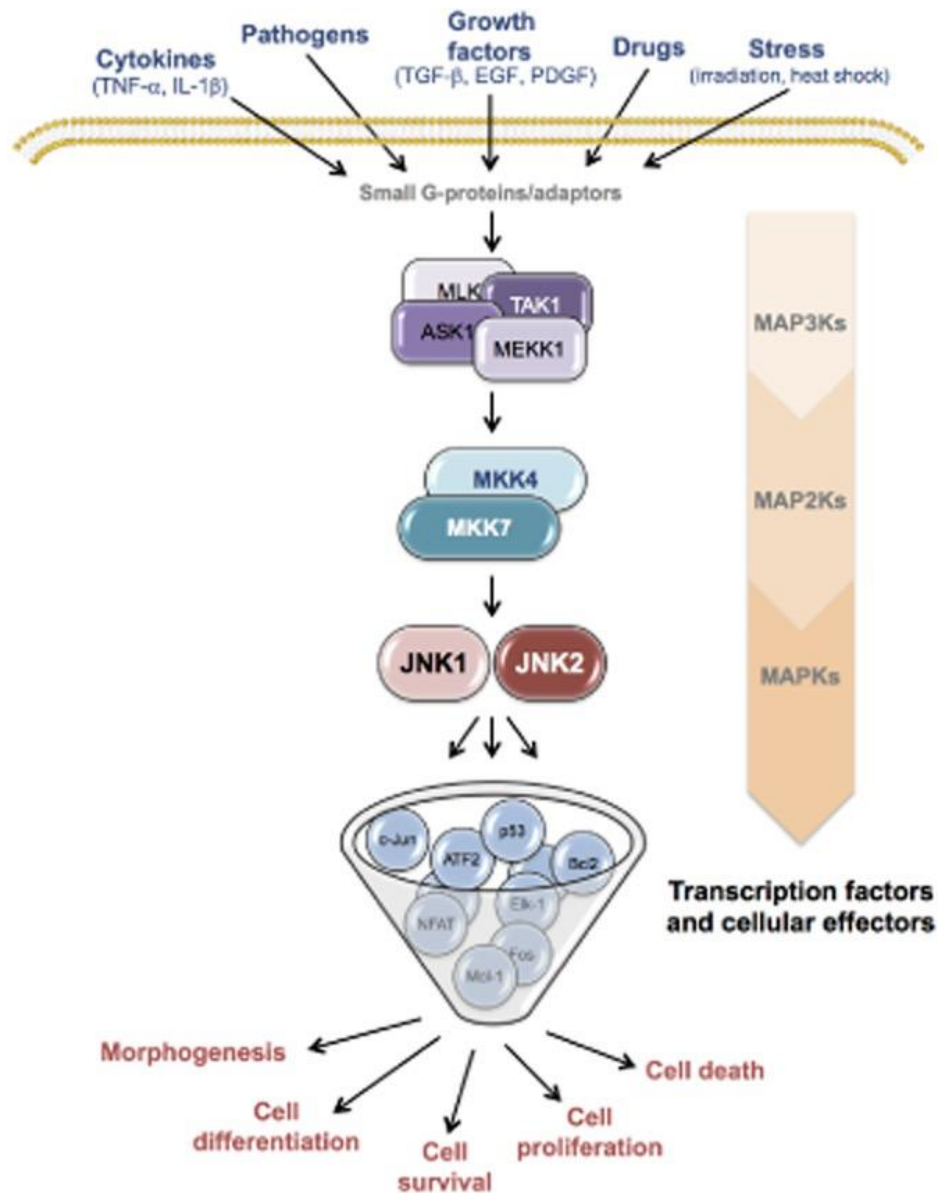 Cytokines
(TNF-α, IL-1β)
Pathogens
Growth
factors
(TGF-β, EGF, PDGF)
Drugs
Stress
(irradiation, heat shock)
Small G-proteins/adaptors
MLK
TAK1
ASK1
MEKK1
MAP3Ks
MKK4
MKK7
MAP2Ks
JNK1
JNK2
MAPKs
c-Jun
ATF2
p53
Bcl2
NFAT
Elk-1
Fos
Mcl-1
Transcription factors
and cellular effectors
Morphogenesis
Cell
differentiation
Cell
survival
Cell
proliferation
Cell death